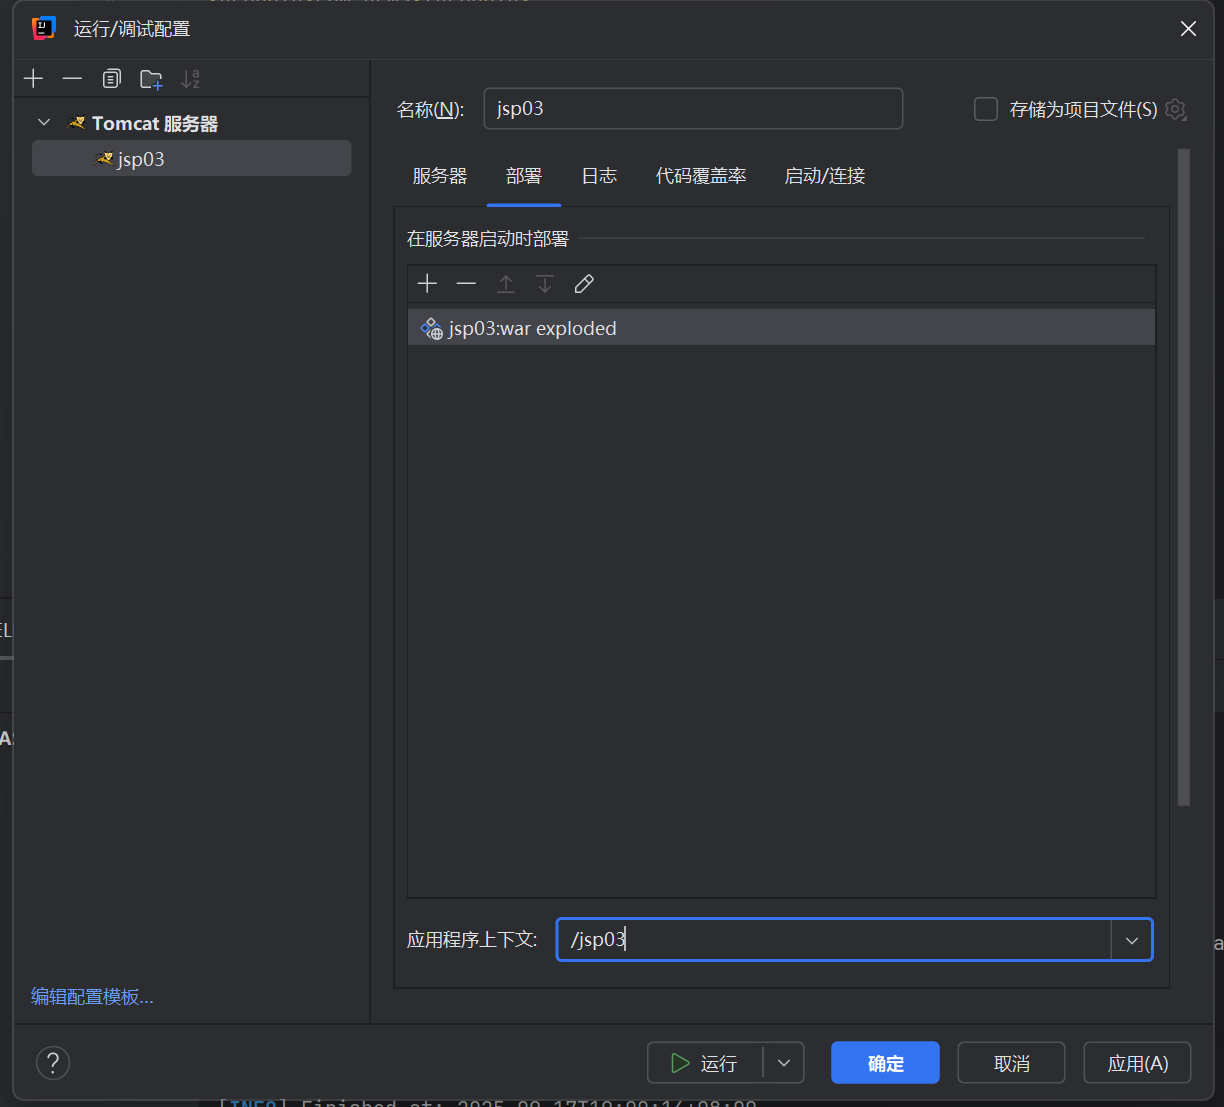 运行/调试配置
名称(N):
jsp03
存储为项目文件(S)
Tomcat 服务器
jsp03
服务器
部署
日志
代码覆盖率
启动/连接
在服务器启动时部署
jsp03:war exploded
应用程序上下文:
/jsp03
编辑配置模板...
?
运行
确定
取消
应用(A)